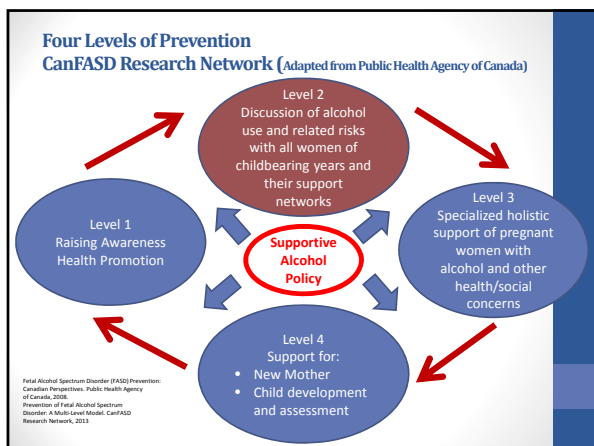 Four Levels of Prevention
CanFASD Research Network (Adapted from Public Health Agency of Canada)
Level 2
Discussion of alcohol
use and related risks
with all women of
childbearing years and
their support
networks
Level 1
Raising Awareness
Health Promotion
Supportive
Alcohol
Policy
Level 3
Specialized holistic
support of pregnant
women with
alcohol and other
health/social
concerns
Level 4
Support for:
• New Mother
• Child development
and assessment
Fetal Alcohol Spectrum Disorder (FASD) Prevention:
Canadian Perspectives. Public Health Agency
of Canada, 2008.
Prevention of Fetal Alcohol Spectrum
Disorder: A Multi-Level Model. CanFASD
Research Network, 2013